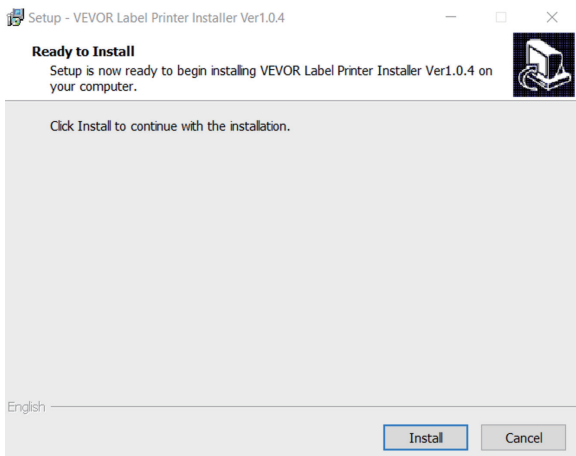 Setup - VEVOR Label Printer Installer Ver1.0.4
Ready to Install
Setup is now ready to begin installing VEVOR Label Printer Installer Ver1.0.4 on
your computer.
Click Install to continue with the installation.
English
Install
Cancel